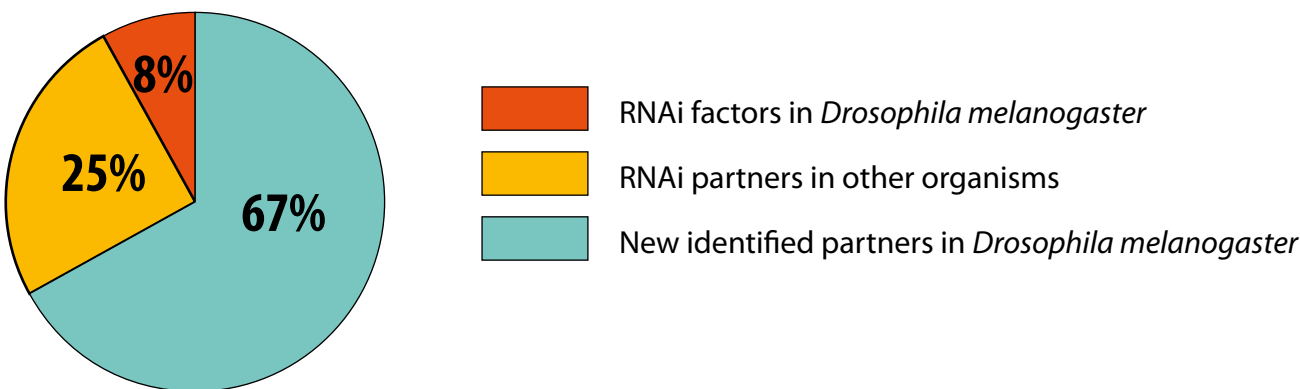 8%
25%
67%
RNAi factors in Drosophila melanogaster
RNAi partners in other organisms
New identified partners in Drosophila melanogaster